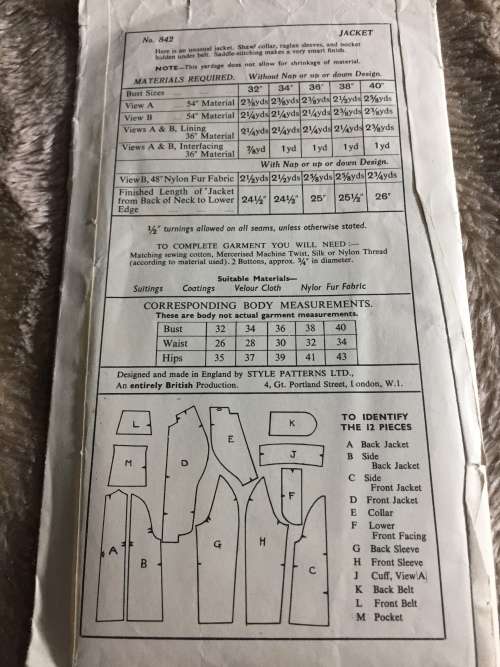 No. 842 JACKET
Here is an unusual jacket. Shawl collar, raglan sleeves, and pocket
hidden under belt. Saddle-stitching makes a very smart finish.
NOTE—This yardage does not allow for shrinkage of material.
MATERIALS REQUIRED. Without Nap or up or down Design.
Bust Sizes 32" 34" 36" 38" 40"
View A 54" Material 2⅜yds 2⅜yds 2⅜yds 2½yds 2⅝yds
View B 54" Material 2¼yds 2¼yds 2¼yds 2⅜yds 2⅜yds
Views A & B, Lining
36" Material 2¼yds 2¼yds 2¼yds 2¼yds 2⅜yds
Views A & B, Interfacing
36" Material ⅞yd 1yd 1yd 1yd 1yd
With Nap or up or down Design.
View B, 48" Nylon Fur Fabric 2½yds 2½yds 2⅝yds 2⅝yds 2¾yds
Finished Length of "Jacket
from Back of Neck to Lower
Edge 24½" 24½" 25" 25½" 26"
½" turnings allowed on all seams, unless otherwise stated.
TO COMPLETE GARMENT YOU WILL NEED :—
Matching sewing cotton, Mercerised Machine Twist, Silk or Nylon Thread
(according to material used). 2 Buttons, approx. ¾" in diameter.
Suitable Materials—
Suitings Coatings Velour Cloth Nylon Fur Fabric
CORRESPONDING BODY MEASUREMENTS.
These are body not actual garment measurements.
Bust 32 34 36 38 40
Waist 26 28 30 32 34
Hips 35 37 39 41 43
Designed and made in England by STYLE PATTERNS LTD.,
An entirely British Production. 4, Gt. Portland Street, London, W.1.
TO IDENTIFY
THE 12 PIECES
A Back Jacket
B Side
Back Jacket
C Side
Front Jacket
D Front Jacket
E Collar
F Lower
Front Facing
G Back Sleeve
H Front Sleeve
J Cuff, View A
K Back Belt
L Front Belt
M Pocket
L
E
K
M
D
J
F
A
B
G
H
C